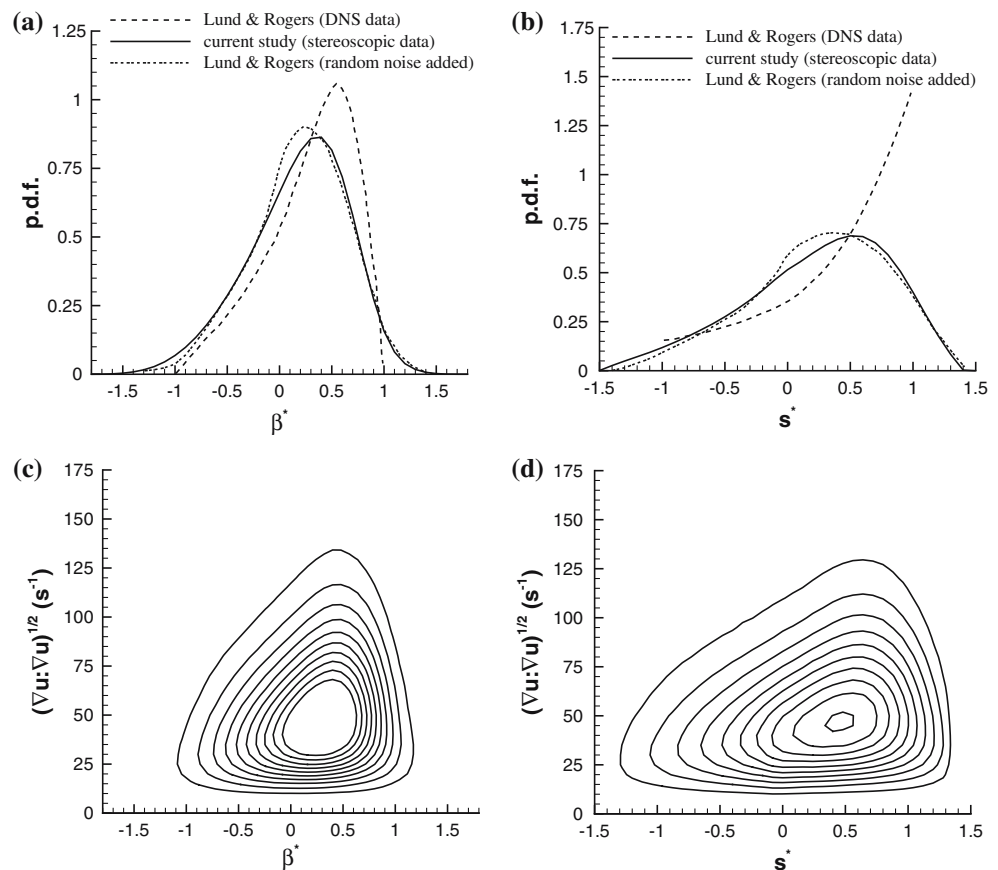 (a)
Lund & Rogers (DNS data)
current study (stereoscopic data)
Lund & Rogers (random noise added)
1.25
1
0.75
0.5
0.25
0
p.d.f.
-1.5 -1 -0.5 0 0.5 1 1.5
β*
(b)
Lund & Rogers (DNS data)
current study (stereoscopic data)
Lund & Rogers (random noise added)
1.75
1.5
1.25
1
0.75
0.5
0.25
0
p.d.f.
-1.5 -1 -0.5 0 0.5 1 1.5
s*
(c)
175
150
125
100
75
50
25
0
(∇u:∇u)^1/2 (s^-1)
-1.5 -1 -0.5 0 0.5 1 1.5
β*
(d)
175
150
125
100
75
50
25
0
(∇u:∇u)^1/2 (s^-1)
-1.5 -1 -0.5 0 0.5 1 1.5
s*